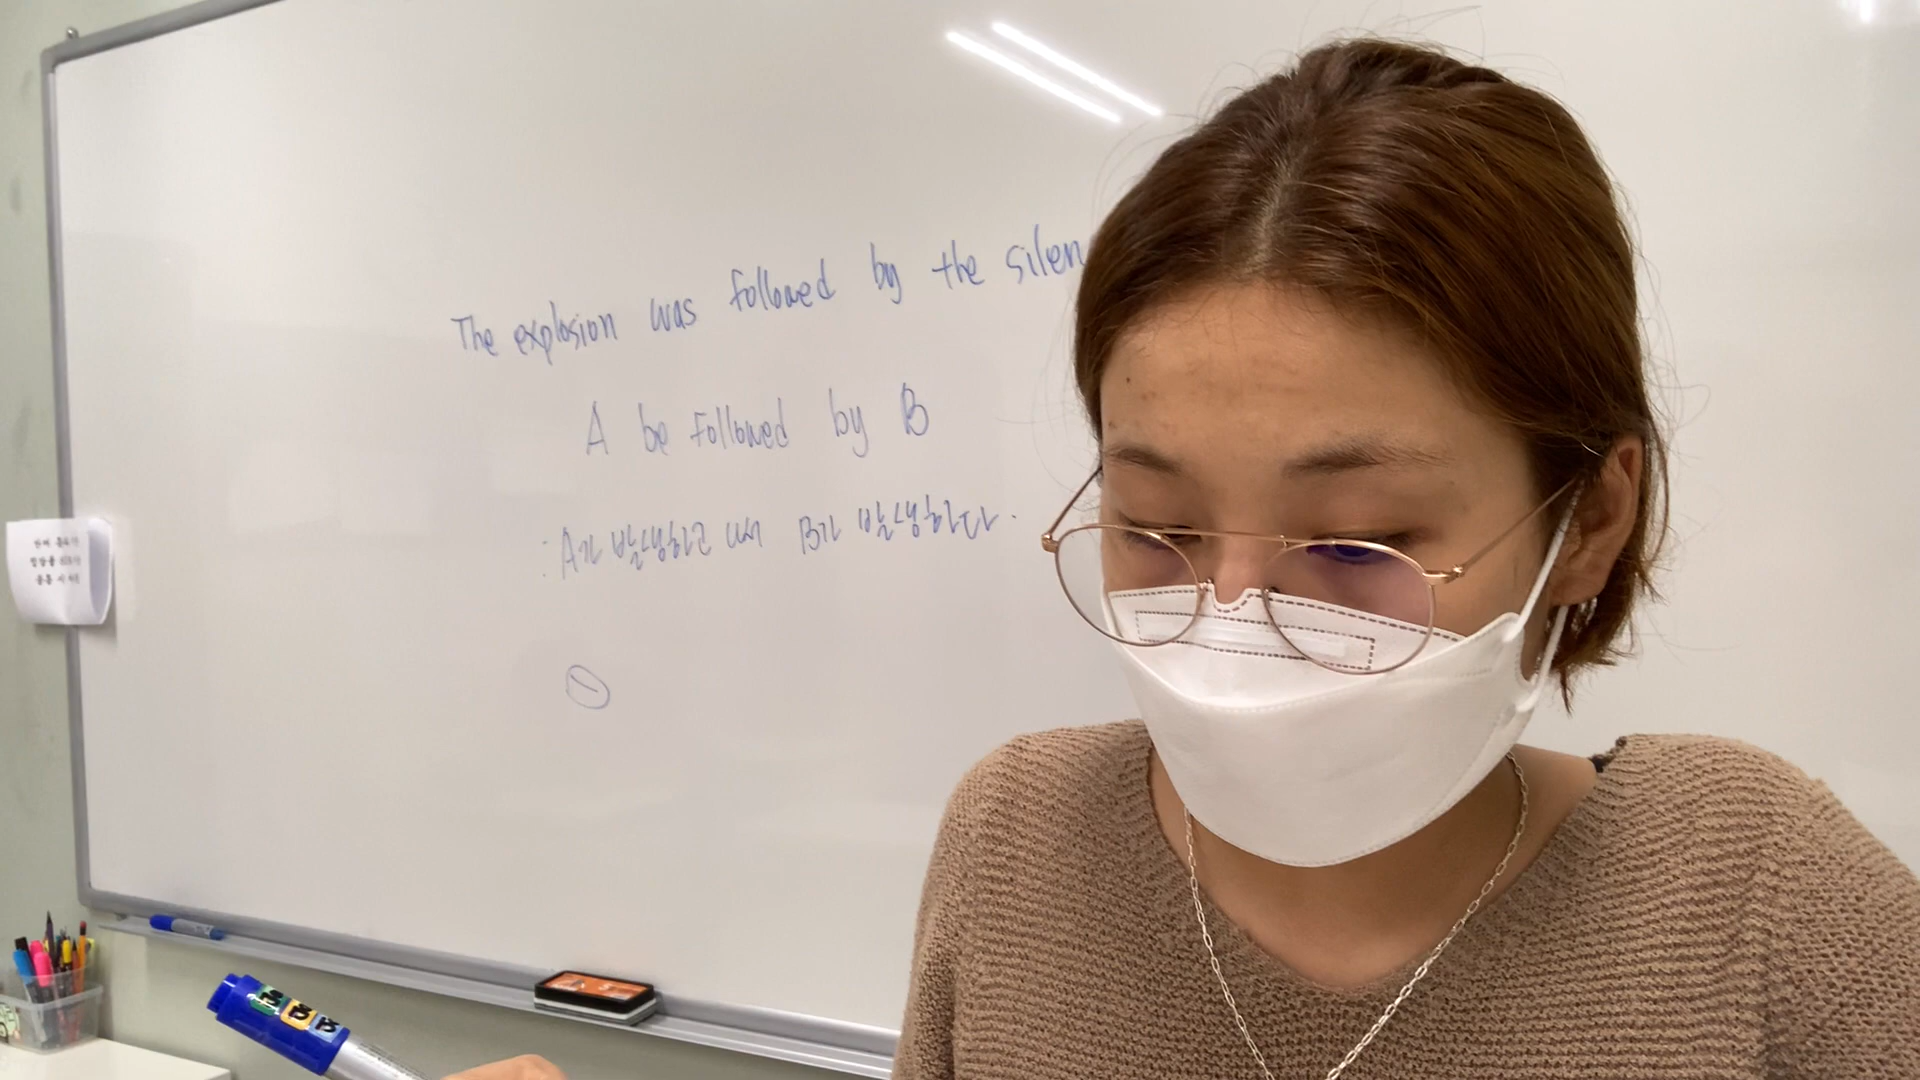 The explosion was followed by the silen
A be followed by B
: A가 발생하고 나서 B가 발생하다.